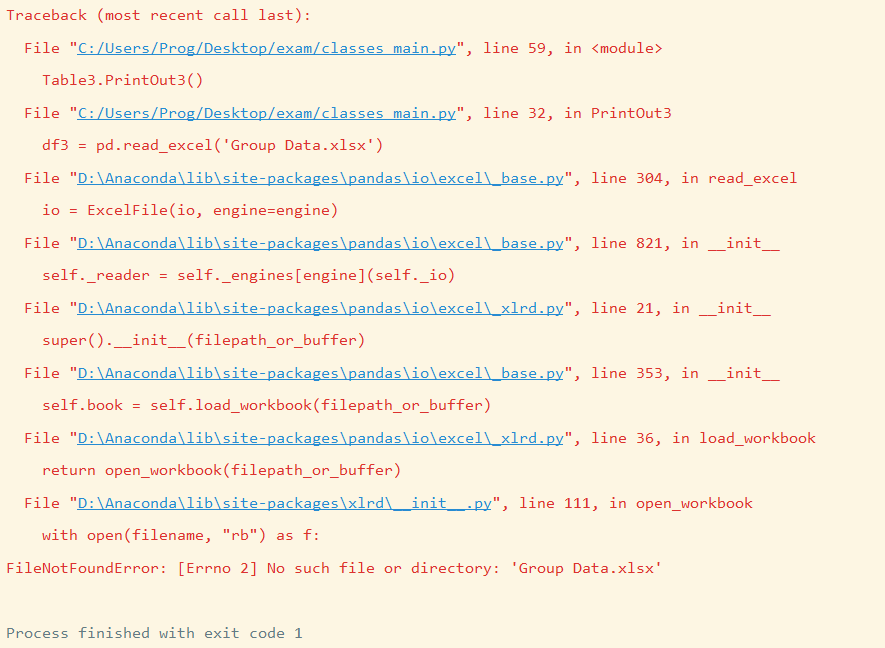 Traceback (most recent call last):
File "C:/Users/Prog/Desktop/exam/classes_main.py", line 59, in <module>
Table3.PrintOut3()
File "C:/Users/Prog/Desktop/exam/classes_main.py", line 32, in PrintOut3
df3 = pd.read_excel('Group Data.xlsx')
File "D:\Anaconda\lib\site-packages\pandas\io\excel\_base.py", line 304, in read_excel
io = ExcelFile(io, engine=engine)
File "D:\Anaconda\lib\site-packages\pandas\io\excel\_base.py", line 821, in __init__
self._reader = self._engines[engine](self._io)
File "D:\Anaconda\lib\site-packages\pandas\io\excel\_xlrd.py", line 21, in __init__
super().__init__(filepath_or_buffer)
File "D:\Anaconda\lib\site-packages\pandas\io\excel\_base.py", line 353, in __init__
self.book = self.load_workbook(filepath_or_buffer)
File "D:\Anaconda\lib\site-packages\pandas\io\excel\_xlrd.py", line 36, in load_workbook
return open_workbook(filepath_or_buffer)
File "D:\Anaconda\lib\site-packages\xlrd\__init__.py", line 111, in open_workbook
with open(filename, "rb") as f:
FileNotFoundError: [Errno 2] No such file or directory: 'Group Data.xlsx'
Process finished with exit code 1